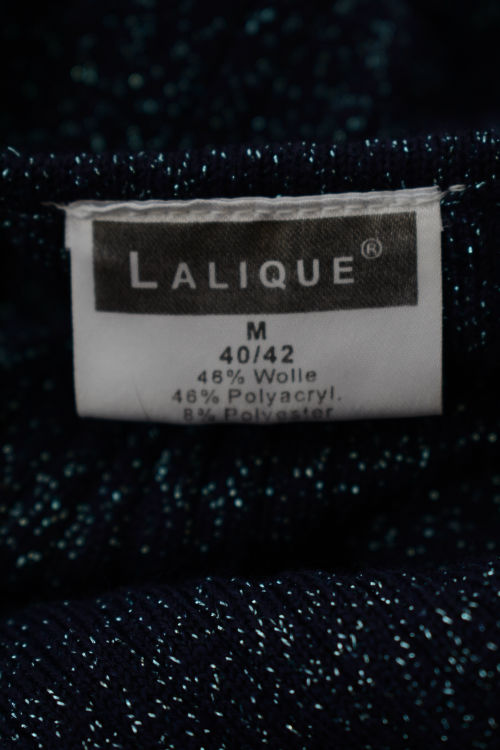 LALIQUE®
M
40/42
46% Wolle
46% Polyacryl.
8% Polyester